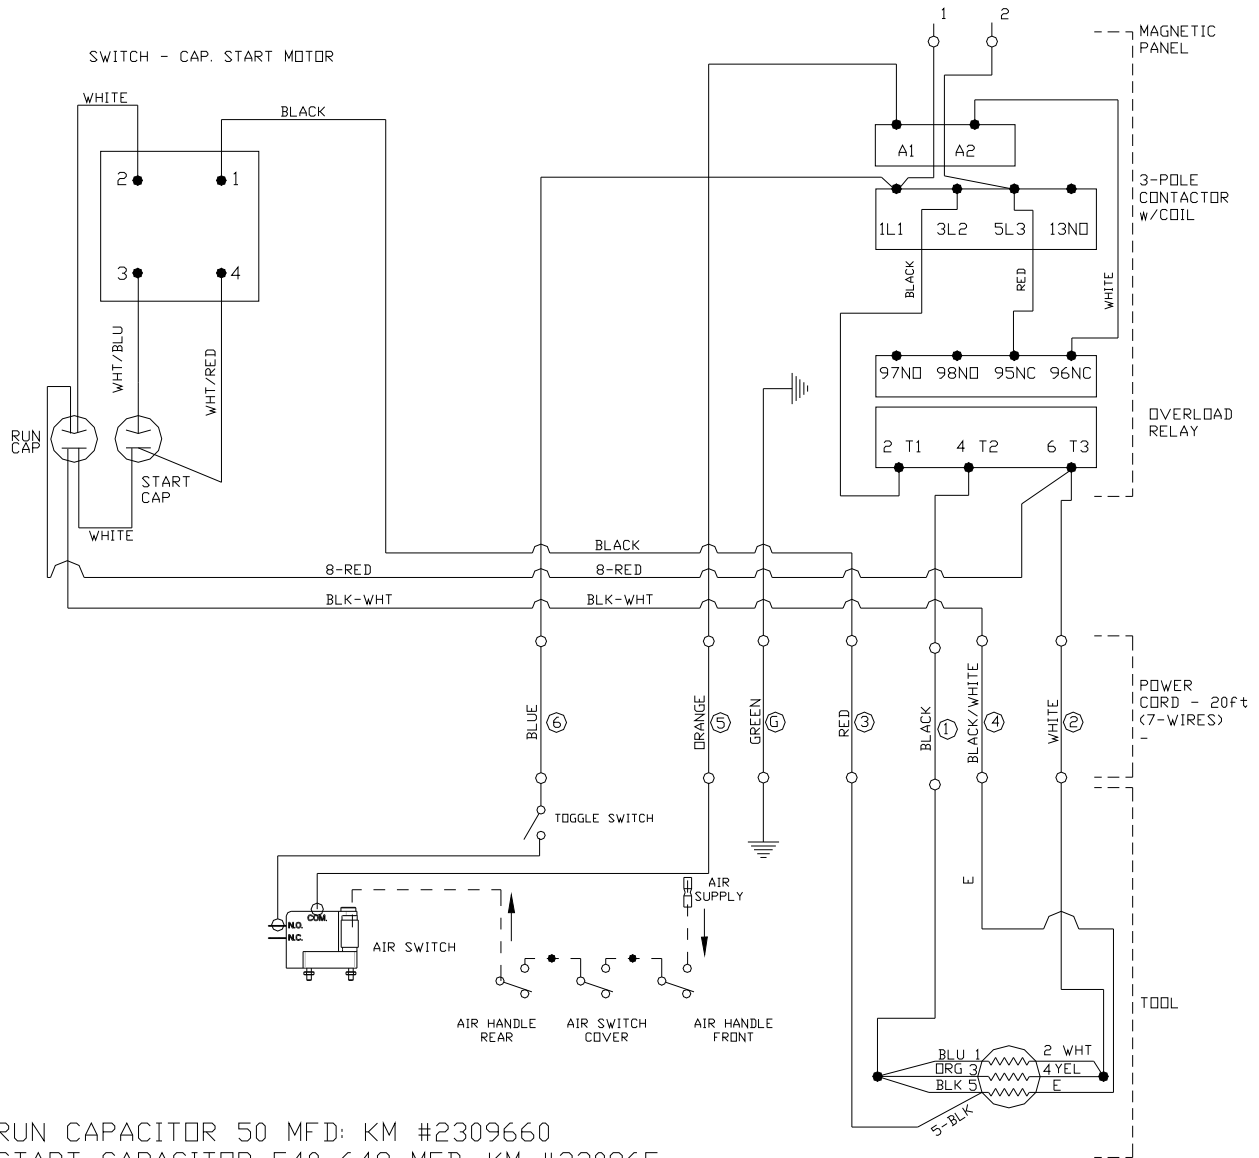 1
2
MAGNETIC
PANEL
SWITCH - CAP. START MOTOR
WHITE
BLACK
2
1
3
4
A1
A2
3-POLE
CONTACTOR
W/COIL
1L1
3L2
5L3
13NO
BLACK
RED
WHITE
WHT/BLU
WHT/RED
97NO
98NO
95NC
96NC
OVERLOAD
RELAY
2 T1
4 T2
6 T3
RUN
CAP
START
CAP
WHITE
BLACK
8-RED
8-RED
BLK-WHT
BLK-WHT
BLUE
6
ORANGE
5
GREEN
G
RED
3
BLACK
1
BLACK/WHITE
4
WHITE
2
POWER
CORD - 20ft
(7-WIRES)
-
TOGGLE SWITCH
E
AIR
SUPPLY
COM.
N.O.
N.C.
AIR SWITCH
AIR HANDLE
REAR
AIR SWITCH
COVER
AIR HANDLE
FRONT
TOOL
BLU 1
2 WHT
ORG 3
4 YEL
BLK 5
E
5-BLK
RUN CAPACITOR 50 MFD: KM #2309660